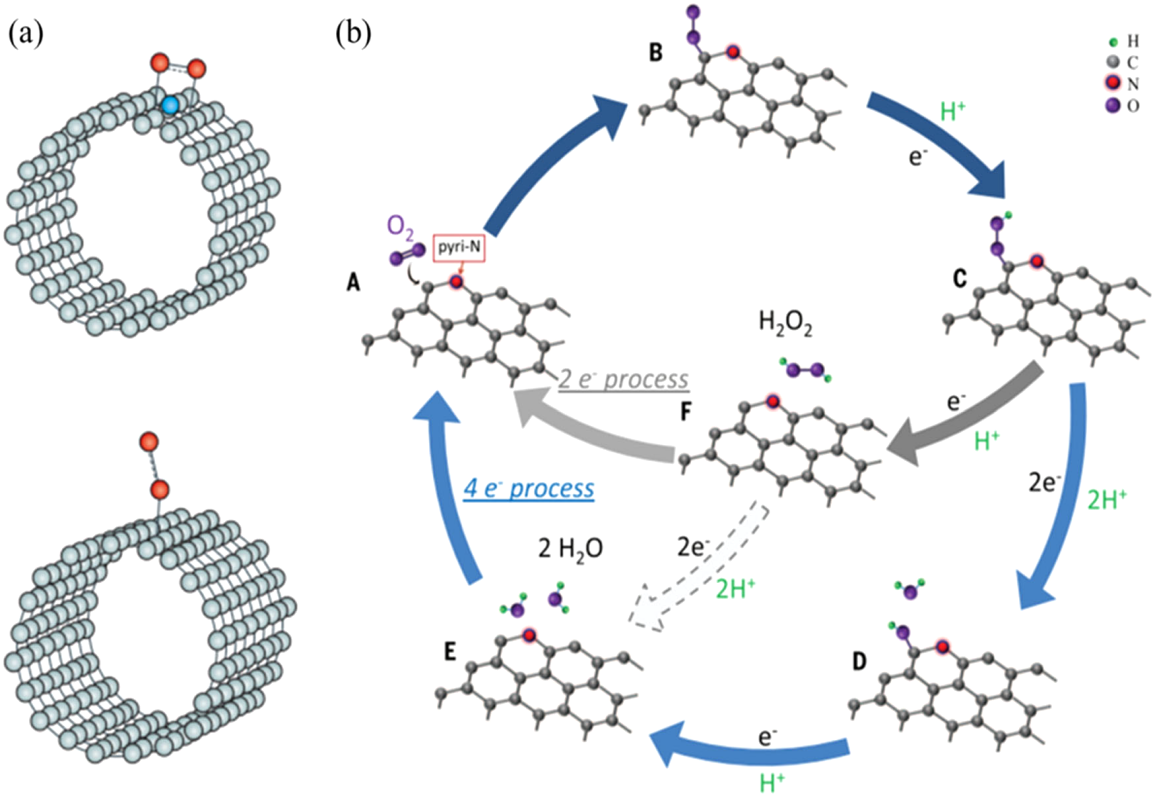 (a)
(b)
B
H
C
N
O
H⁺
e⁻
O₂
pyri-N
A
C
H₂O₂
2 e⁻ process
F
e⁻
H⁺
4 e⁻ process
2e⁻
2H⁺
2 H₂O
2e⁻
2H⁺
E
D
e⁻
H⁺